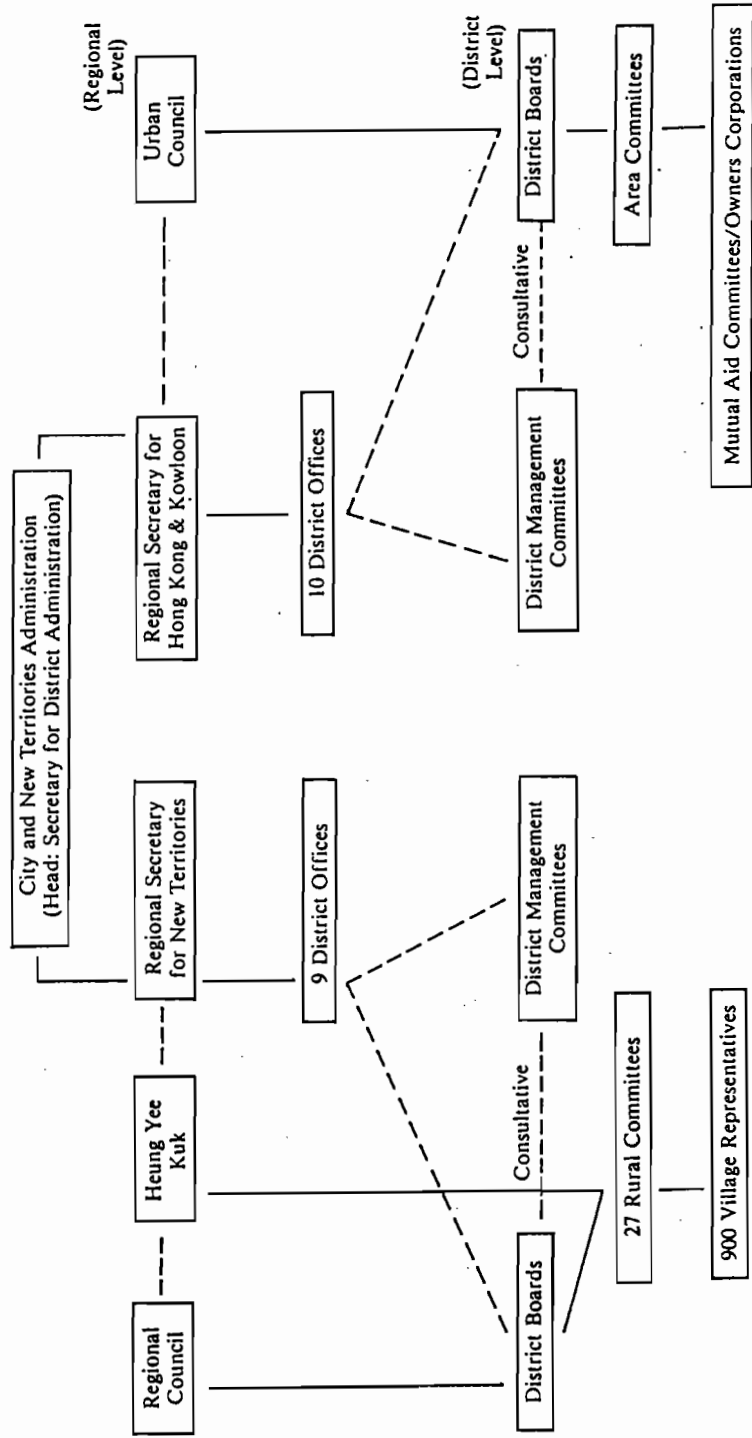 City and New Territories Administration
(Head: Secretary for District Administration)
(Regional
Level)
Regional
Council
Heung Yee
Kuk
Regional Secretary
for New Territories
Regional Secretary for
Hong Kong & Kowloon
Urban
Council
9 District Offices
10 District Offices
(District
Level)
District Boards
Consultative
District Management
Committees
District Management
Committees
Consultative
District Boards
27 Rural Committees
Area Committees
900 Village Representatives
Mutual Aid Committees/Owners Corporations